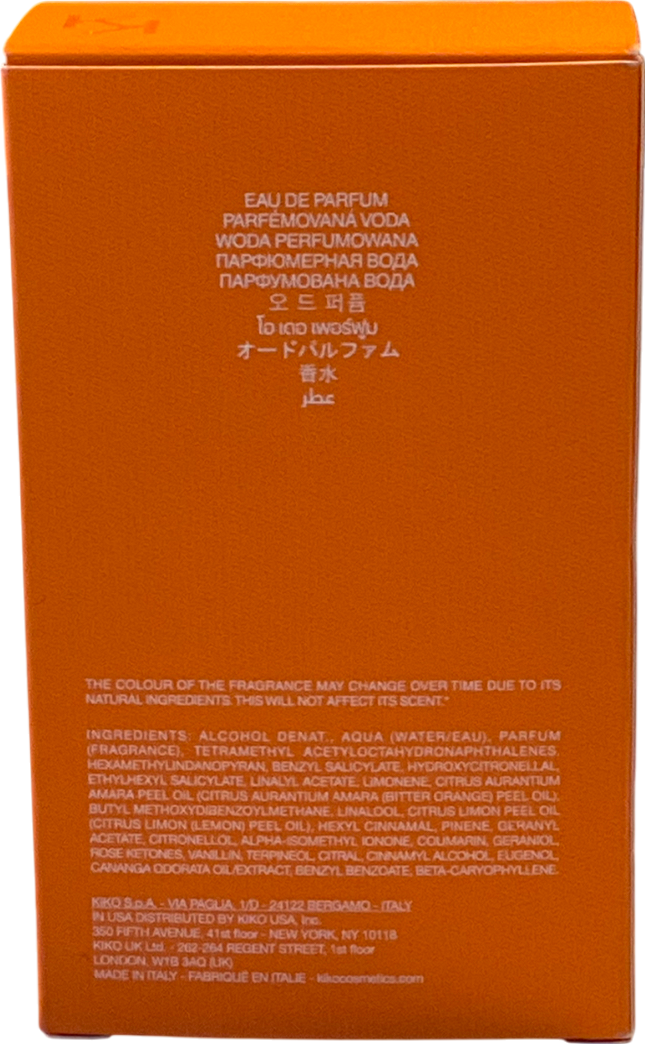 EAU DE PARFUM
PARFÉMOVANÁ VODA
WODA PERFUMOWANA
ПАРФЮМЕРНАЯ ВОДА
ПАРФУМОВАНА ВОДА
오 드 퍼퓸
โอ เดอ เพอร์ฟูม
オードパルファム
香水
عطر
THE COLOUR OF THE FRAGRANCE MAY CHANGE OVER TIME DUE TO ITS
NATURAL INGREDIENTS. THIS WILL NOT AFFECT ITS SCENT."
INGREDIENTS: ALCOHOL DENAT., AQUA (WATER/EAU), PARFUM
(FRAGRANCE), TETRAMETHYL ACETYLOCTAHYDRONAPHTHALENES,
HEXAMETHYLINDANOPYRAN, BENZYL SALICYLATE, HYDROXYCITRONELLAL,
ETHYLHEXYL SALICYLATE, LINALYL ACETATE, LIMONENE, CITRUS AURANTIUM
AMARA PEEL OIL (CITRUS AURANTIUM AMARA (BITTER ORANGE) PEEL OIL),
BUTYL METHOXYDIBENZOYLMETHANE, LINALOOL, CITRUS LIMON PEEL OIL
(CITRUS LIMON (LEMON) PEEL OIL), HEXYL CINNAMAL, PINENE, GERANYL
ACETATE, CITRONELLOL, ALPHA-ISOMETHYL IONONE, COUMARIN, GERANIOL,
ROSE KETONES, VANILLIN, TERPINEOL, CITRAL, CINNAMYL ALCOHOL, EUGENOL,
CANANGA ODORATA OIL/EXTRACT, BENZYL BENZOATE, BETA-CARYOPHYLLENE.
KIKO S.p.A. - VIA PAGLIA, 1/D - 24122 BERGAMO - ITALY
IN USA DISTRIBUTED BY KIKO USA, Inc.
350 FIFTH AVENUE, 41st floor - NEW YORK, NY 10118
KIKO UK Ltd. - 262-264 REGENT STREET, 1st floor
LONDON, W1B 3AQ (UK)
MADE IN ITALY - FABRIQUÉ EN ITALIE - kikocosmetics.com